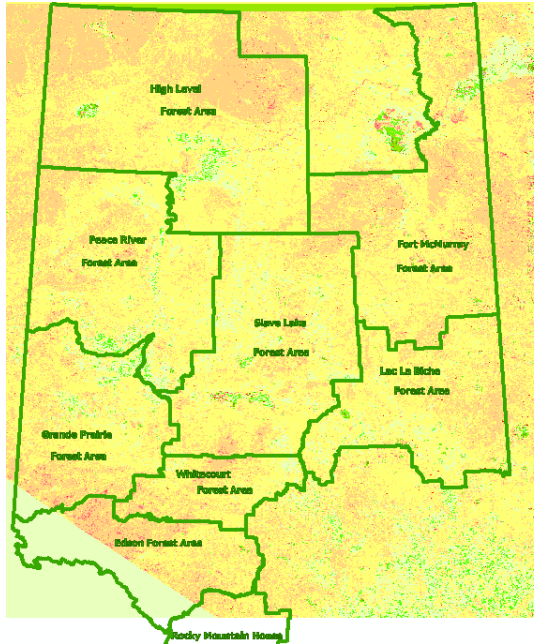 High Level
Forest Area
Peace River
Forest Area
Fort McMurray
Forest Area
Slave Lake
Forest Area
Lac La Biche
Forest Area
Grande Prairie
Forest Area
Whitecourt
Forest Area
Edson Forest Area
Rocky Mountain House